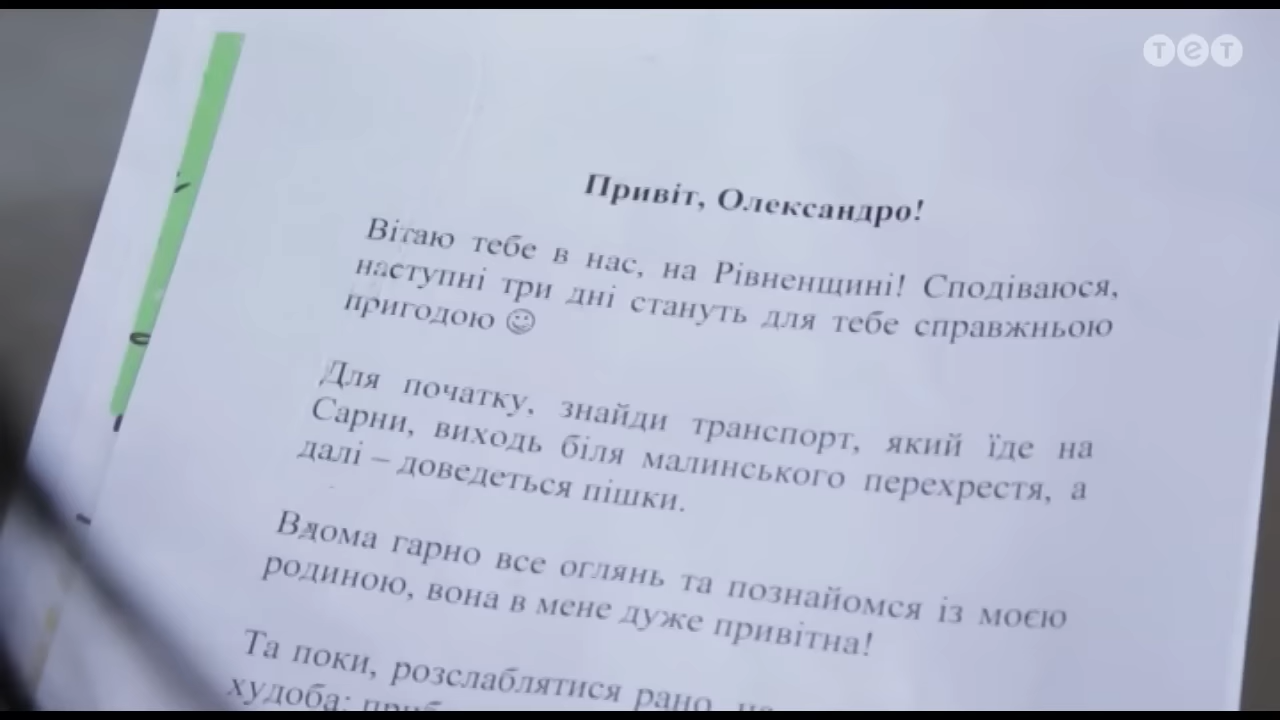 тет
Привіт, Олександро!
Вітаю тебе в нас, на Рівненщині! Сподіваюся,
наступні три дні стануть для тебе справжньою
пригодою ☺
Для початку, знайди транспорт, який їде на
Сарни, виходь біля малинського перехрестя, а
далі – доведеться пішки.
Вдома гарно все оглянь та познайомся із моєю
родиною, вона в мене дуже привітна!
Та поки, розслаблятися рано,
худоба: